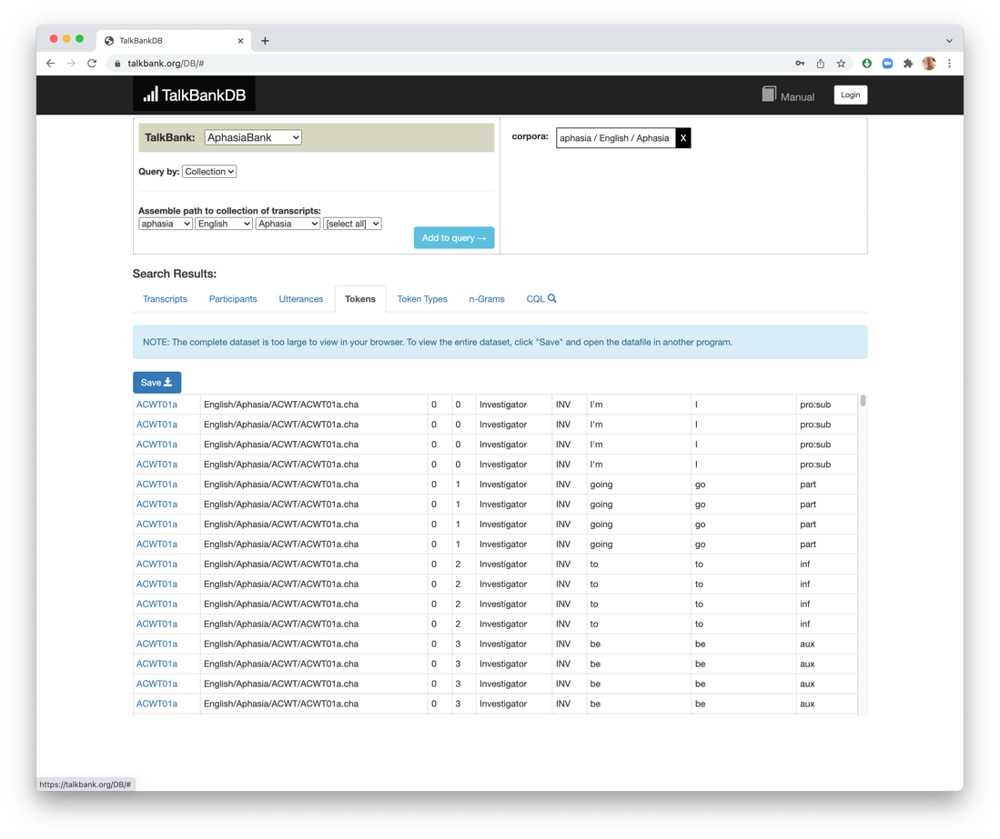 TalkBankDB
talkbank.org/DB/#
TalkBankDB
Manual
Login
TalkBank: AphasiaBank
corpora: aphasia / English / Aphasia X
Query by: Collection
Assemble path to collection of transcripts:
aphasia English Aphasia [select all]
Add to query →
Search Results:
Transcripts Participants Utterances Tokens Token Types n-Grams CQL
NOTE: The complete dataset is too large to view in your browser. To view the entire dataset, click "Save" and open the datafile in another program.
Save
ACWT01a English/Aphasia/ACWT/ACWT01a.cha 0 0 Investigator INV I'm I pro:sub
ACWT01a English/Aphasia/ACWT/ACWT01a.cha 0 0 Investigator INV I'm I pro:sub
ACWT01a English/Aphasia/ACWT/ACWT01a.cha 0 0 Investigator INV I'm I pro:sub
ACWT01a English/Aphasia/ACWT/ACWT01a.cha 0 0 Investigator INV I'm I pro:sub
ACWT01a English/Aphasia/ACWT/ACWT01a.cha 0 1 Investigator INV going go part
ACWT01a English/Aphasia/ACWT/ACWT01a.cha 0 1 Investigator INV going go part
ACWT01a English/Aphasia/ACWT/ACWT01a.cha 0 1 Investigator INV going go part
ACWT01a English/Aphasia/ACWT/ACWT01a.cha 0 1 Investigator INV going go part
ACWT01a English/Aphasia/ACWT/ACWT01a.cha 0 2 Investigator INV to to inf
ACWT01a English/Aphasia/ACWT/ACWT01a.cha 0 2 Investigator INV to to inf
ACWT01a English/Aphasia/ACWT/ACWT01a.cha 0 2 Investigator INV to to inf
ACWT01a English/Aphasia/ACWT/ACWT01a.cha 0 2 Investigator INV to to inf
ACWT01a English/Aphasia/ACWT/ACWT01a.cha 0 3 Investigator INV be be aux
ACWT01a English/Aphasia/ACWT/ACWT01a.cha 0 3 Investigator INV be be aux
ACWT01a English/Aphasia/ACWT/ACWT01a.cha 0 3 Investigator INV be be aux
ACWT01a English/Aphasia/ACWT/ACWT01a.cha 0 3 Investigator INV be be aux
https://talkbank.org/DB/#